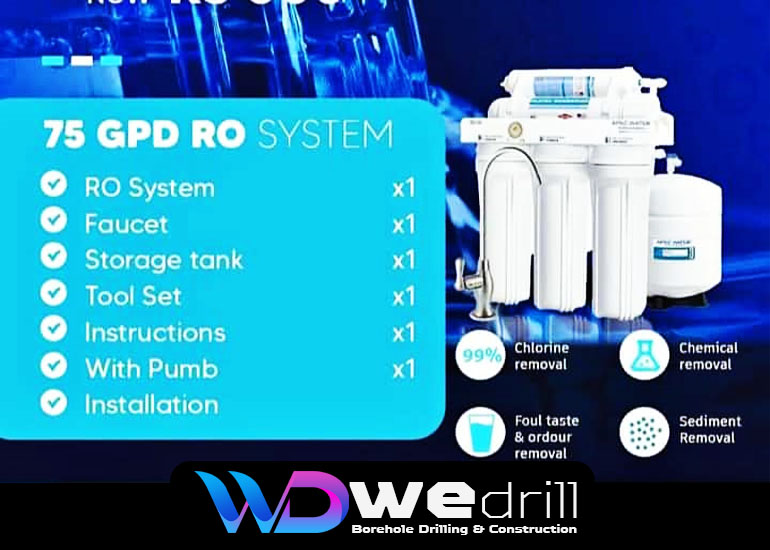 75 GPD RO SYSTEM
RO System x1
Faucet x1
Storage tank x1
Tool Set x1
Instructions x1
With Pumb x1
Installation
99% Chlorine
removal
Chemical
removal
Foul taste
& ordour
removal
Sediment
Removal
WD wedrill
Borehole Drilling & Construction